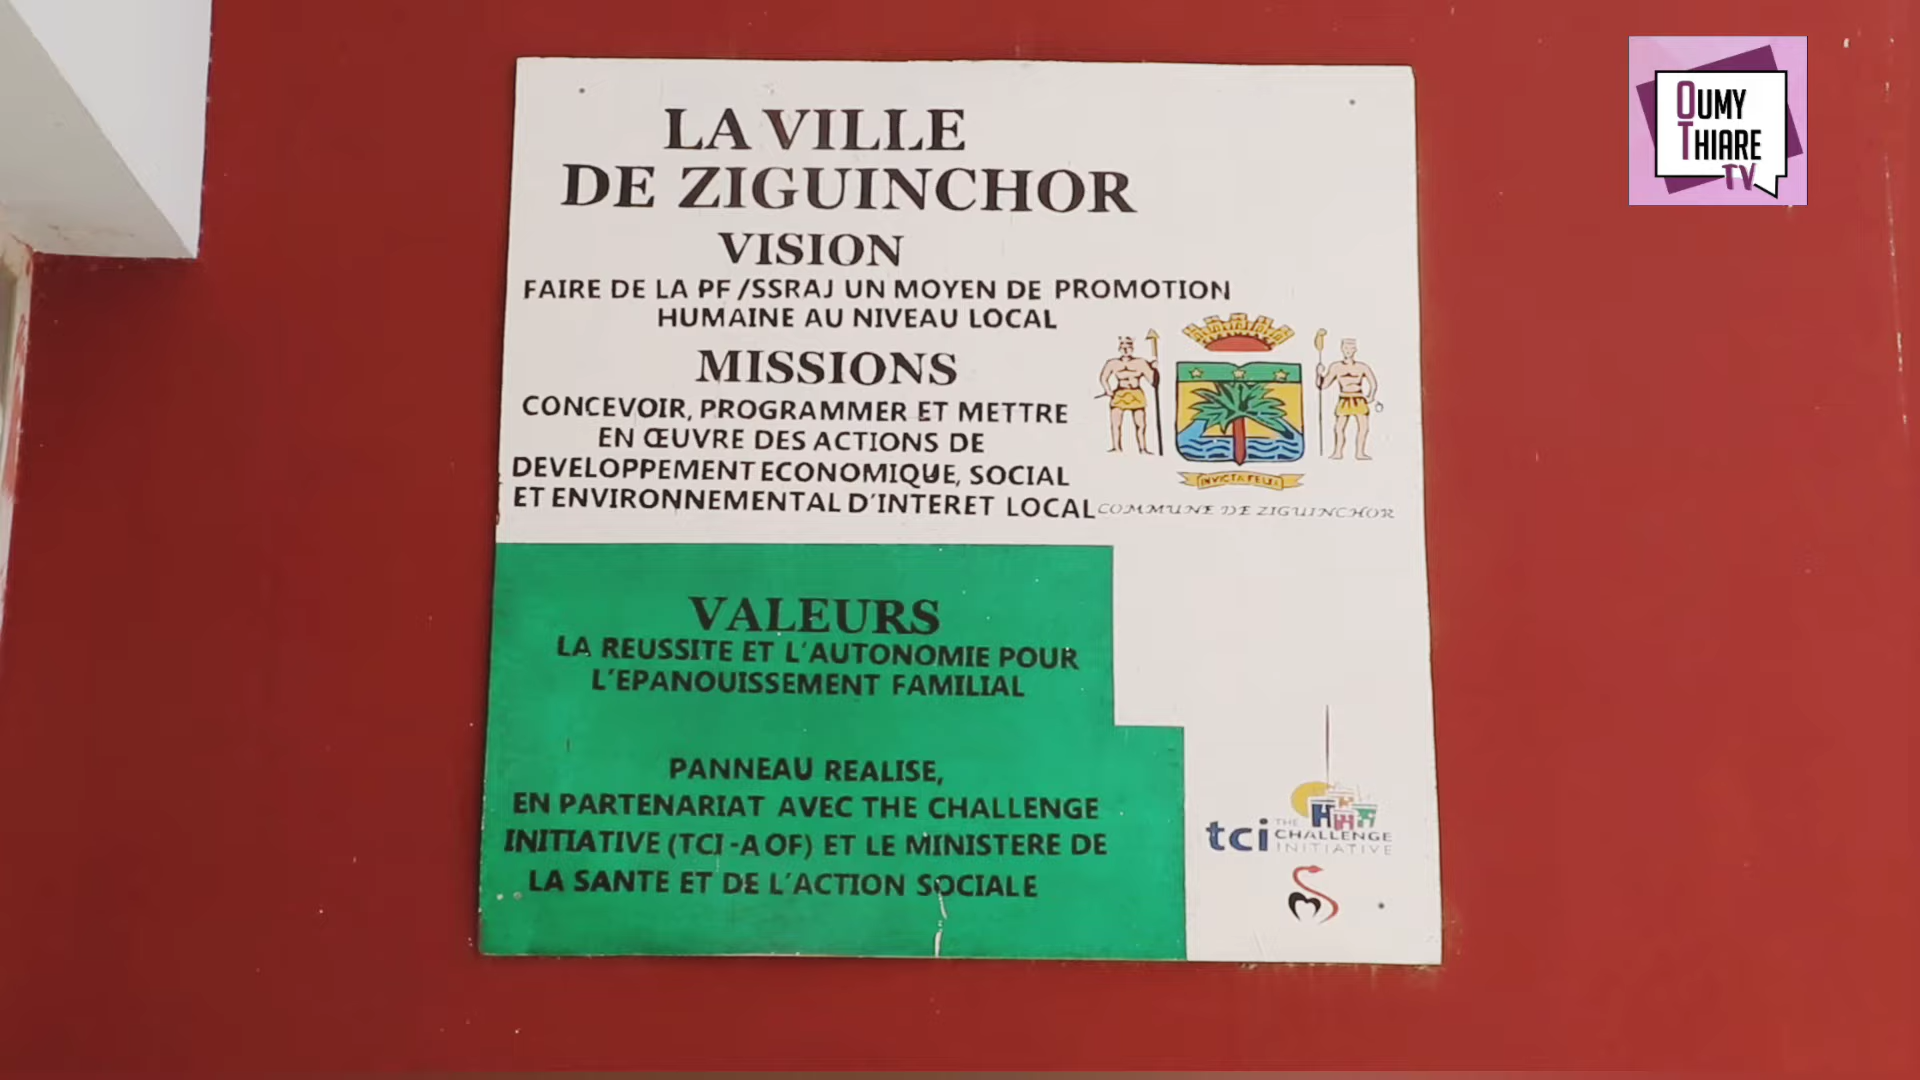 LA VILLE
DE ZIGUINCHOR
VISION
FAIRE DE LA PF/SSRAJ UN MOYEN DE PROMOTION
HUMAINE AU NIVEAU LOCAL
MISSIONS
CONCEVOIR, PROGRAMMER ET METTRE
EN ŒUVRE DES ACTIONS DE
DEVELOPPEMENT ECONOMIQUE, SOCIAL
ET ENVIRONNEMENTAL D'INTERET LOCAL
INVICTA FELIX
COMMUNE DE ZIGUINCHOR
VALEURS
LA REUSSITE ET L'AUTONOMIE POUR
L'EPANOUISSEMENT FAMILIAL
PANNEAU REALISE,
EN PARTENARIAT AVEC THE CHALLENGE
INITIATIVE (TCI-AOF) ET LE MINISTERE DE
LA SANTE ET DE L'ACTION SOCIALE
tci THE
CHALLENGE
INITIATIVE
OUMY
THIARE
TV